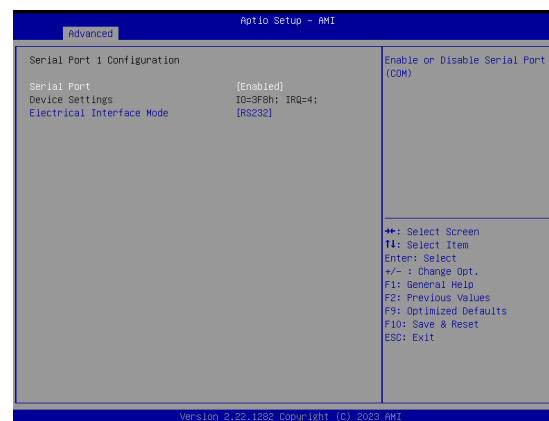 Aptio Setup - AMI
Advanced
Serial Port 1 Configuration
Serial Port [Enabled]
Device Settings IO=3F8h; IRQ=4;
Electrical Interface Mode [RS232]
Enable or Disable Serial Port
(COM)
→←: Select Screen
↑↓: Select Item
Enter: Select
+/- : Change Opt.
F1: General Help
F2: Previous Values
F9: Optimized Defaults
F10: Save & Reset
ESC: Exit
Version 2.22.1282 Copyright (C) 2023 AMI